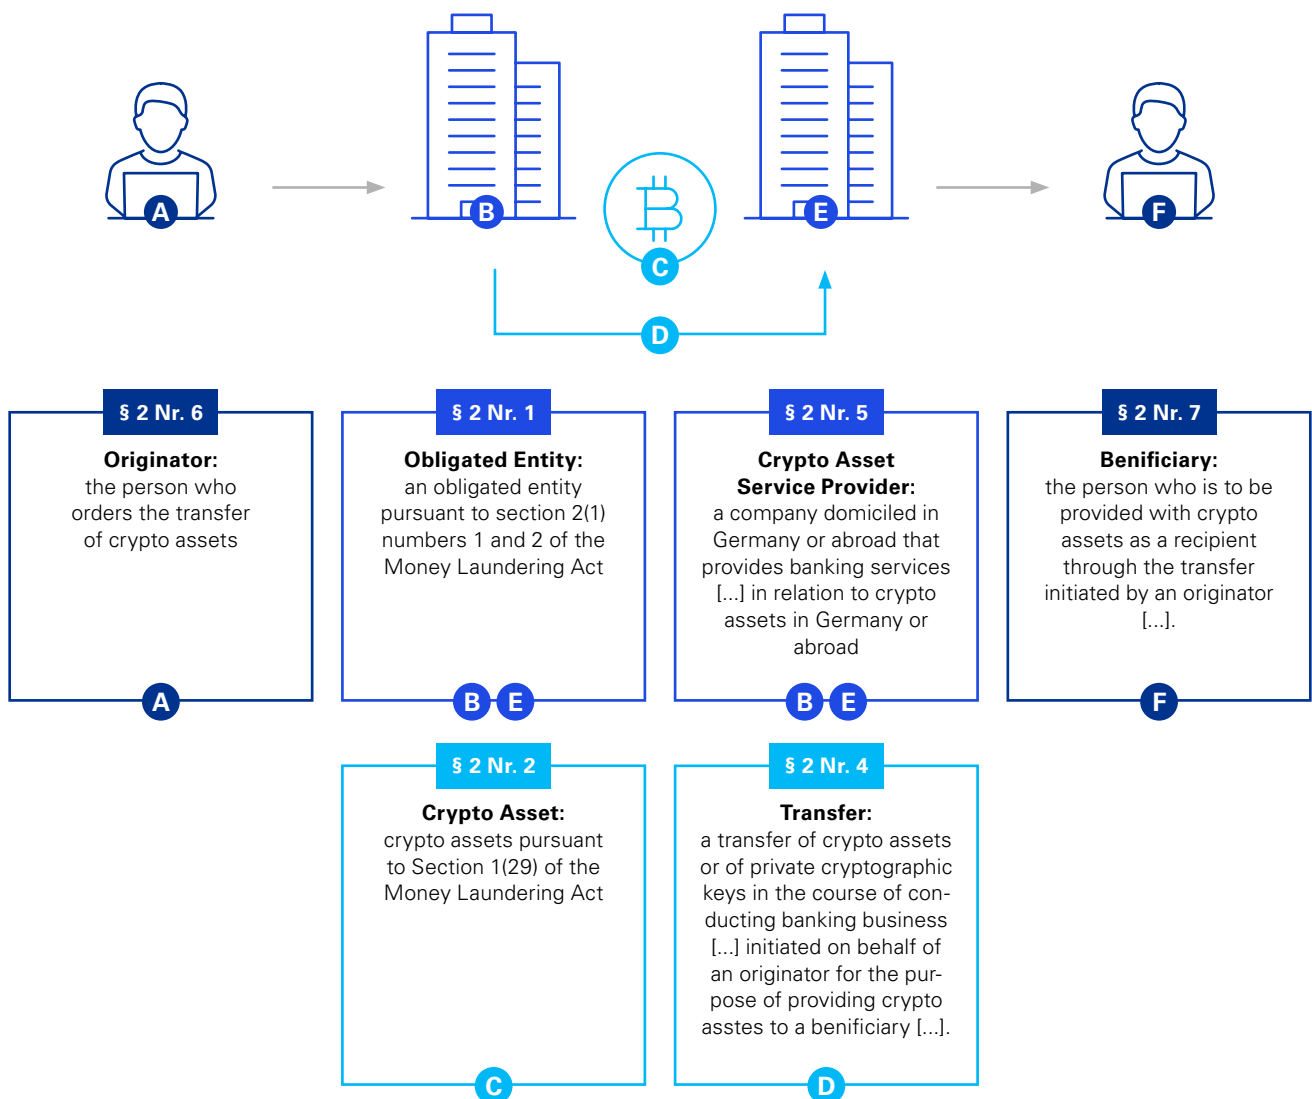 A
B
C
D
E
F
§ 2 Nr. 6
Originator:
the person who
orders the transfer
of crypto assets
A
§ 2 Nr. 1
Obligated Entity:
an obligated entity
pursuant to section 2(1)
numbers 1 and 2 of the
Money Laundering Act
B E
§ 2 Nr. 5
Crypto Asset
Service Provider:
a company domiciled in
Germany or abroad that
provides banking services
[...] in relation to crypto
assets in Germany or
abroad
B E
§ 2 Nr. 7
Benificiary:
the person who is to be
provided with crypto
assets as a recipient
through the transfer
initiated by an originator
[...].
F
§ 2 Nr. 2
Crypto Asset:
crypto assets pursuant
to Section 1(29) of the
Money Laundering Act
C
§ 2 Nr. 4
Transfer:
a transfer of crypto assets
or of private cryptographic
keys in the course of con-
ducting banking business
[...] initiated on behalf of
an originator for the pur-
pose of providing crypto
asstes to a benificiary [...].
D